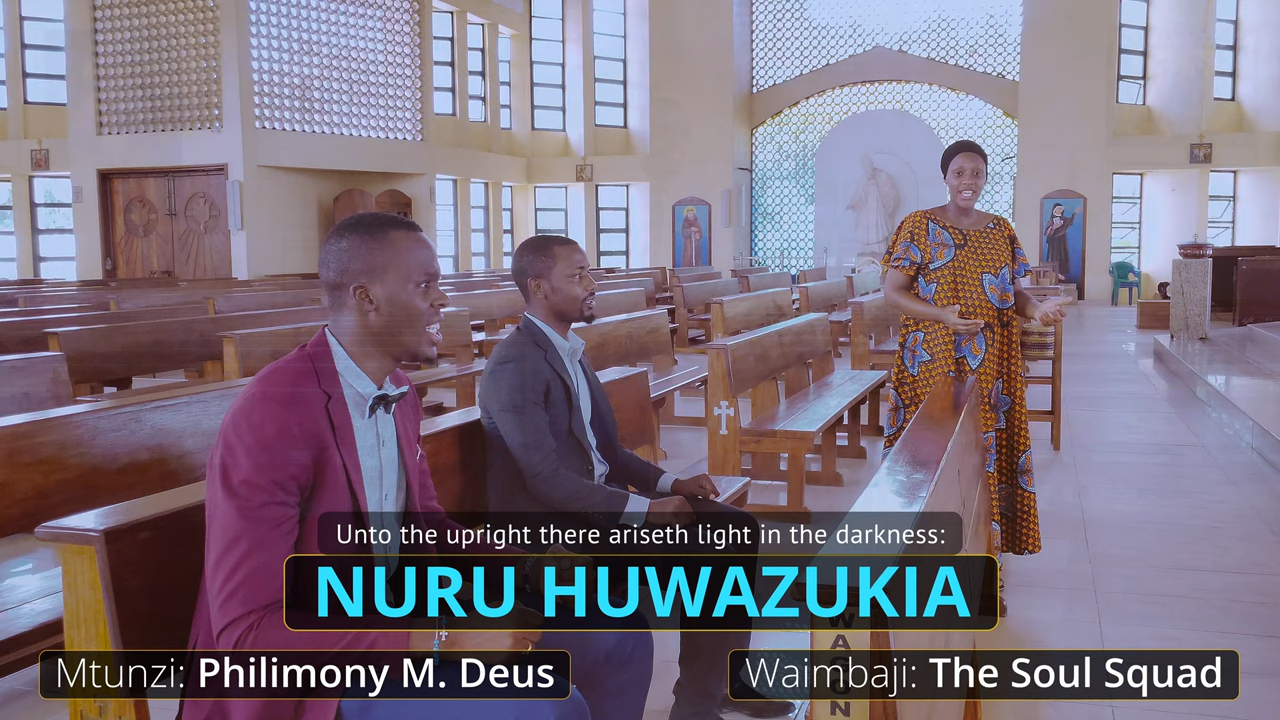 Unto the upright there ariseth light in the darkness:
NURU HUWAZUKIA
Mtunzi: Philimony M. Deus
Waimbaji: The Soul Squad